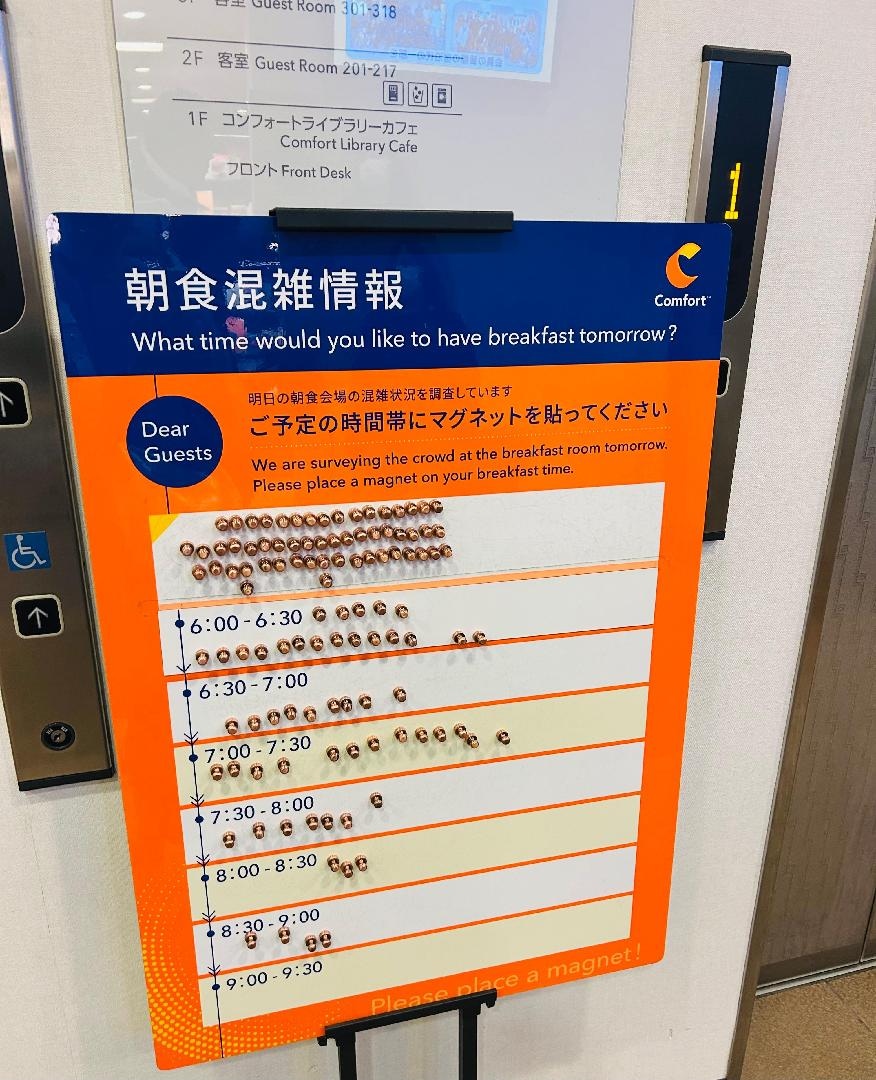 客室 Guest Room 301-318
2F 客室 Guest Room 201-217
1F コンフォートライブラリーカフェ
Comfort Library Cafe
フロント Front Desk
1
朝食混雑情報
Comfort
What time would you like to have breakfast tomorrow?
Dear
Guests
明日の朝食会場の混雑状況を調査しています
ご予定の時間帯にマグネットを貼ってください
We are surveying the crowd at the breakfast room tomorrow.
Please place a magnet on your breakfast time.
6:00-6:30
6:30-7:00
7:00-7:30
7:30-8:00
8:00-8:30
8:30-9:00
9:00-9:30
Please place a magnet!